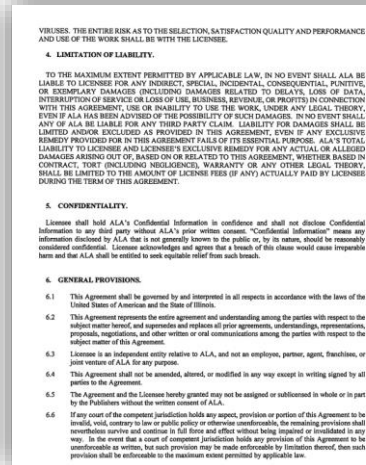 VIRUSES. THE ENTIRE RISK AS TO THE SELECTION, SATISFACTION QUALITY AND PERFORMANCE
AND USE OF THE WORK SHALL BE WITH THE LICENSEE.
4. LIMITATION OF LIABILITY.
TO THE MAXIMUM EXTENT PERMITTED BY APPLICABLE LAW, IN NO EVENT SHALL ALA BE
LIABLE TO LICENSEE FOR ANY INDIRECT, SPECIAL, INCIDENTAL, CONSEQUENTIAL, PUNITIVE,
OR EXEMPLARY DAMAGES (INCLUDING DAMAGES RELATED TO DELAYS, LOSS OF DATA,
INTERRUPTION OF SERVICE OR LOSS OF USE, BUSINESS, REVENUE, OR PROFITS) IN CONNECTION
WITH THIS AGREEMENT, USE OR INABILITY TO USE THE WORK, UNDER ANY LEGAL THEORY,
EVEN IF ALA HAS BEEN ADVISED OF THE POSSIBILITY OF SUCH DAMAGES. IN NO EVENT SHALL
ANY OF ALA BE LIABLE FOR ANY THIRD PARTY CLAIM. LIABILITY FOR DAMAGES SHALL BE
LIMITED AND/OR EXCLUDED AS PROVIDED IN THIS AGREEMENT, EVEN IF ANY EXCLUSIVE
REMEDY PROVIDED FOR IN THIS AGREEMENT FAILS OF ITS ESSENTIAL PURPOSE. ALA'S TOTAL
LIABILITY TO LICENSEE AND LICENSEE'S EXCLUSIVE REMEDY FOR ANY ACTUAL OR ALLEGED
DAMAGES ARISING OUT OF, BASED ON OR RELATED TO THIS AGREEMENT, WHETHER BASED IN
CONTRACT, TORT (INCLUDING NEGLIGENCE), WARRANTY OR ANY OTHER LEGAL THEORY,
SHALL BE LIMITED TO THE AMOUNT OF LICENSE FEES (IF ANY) ACTUALLY PAID BY LICENSEE
DURING THE TERM OF THIS AGREEMENT.
5. CONFIDENTIALITY.
Licensee shall hold ALA's Confidential Information in confidence and shall not disclose Confidential
Information to any third party without ALA's prior written consent. "Confidential Information" means any
information disclosed by ALA that is not generally known to the public or, by its nature, should be reasonably
considered confidential. Licensee acknowledges and agrees that a breach of this clause would cause irreparable
harm and that ALA shall be entitled to seek equitable relief from such breach.
6. GENERAL PROVISIONS.
6.1 This Agreement shall be governed by and interpreted in all respects in accordance with the laws of the
United States of American and the State of Illinois.
6.2 This Agreement represents the entire agreement and understanding among the parties with respect to the
subject matter hereof, and supersedes and replaces all prior agreements, understandings, representations,
proposals, negotiations, and other written or oral communications among the parties with respect to the
subject matter of this Agreement.
6.3 Licensee is an independent entity relative to ALA, and not an employee, partner, agent, franchisee, or
joint venture of ALA for any purpose.
6.4 This Agreement shall not be amended, altered, or modified in any way except in writing signed by all
parties to the Agreement.
6.5 The Agreement and the Licensee hereby granted may not be assigned or sublicensed in whole or in part
by the Publishers without the written consent of ALA.
6.6 If any court of the competent jurisdiction holds any aspect, provision or portion of this Agreement to be
invalid, void, contrary to law or public policy or otherwise unenforceable, the remaining provisions shall
nevertheless survive and continue in full force and effect without being impaired or invalidated in any
way. In the event that a court of competent jurisdiction holds any provision of this Agreement to be
unenforceable as written, but such provision may be made enforceable by limitation thereof, then such
provision shall be enforceable to the maximum extent permitted by applicable law.